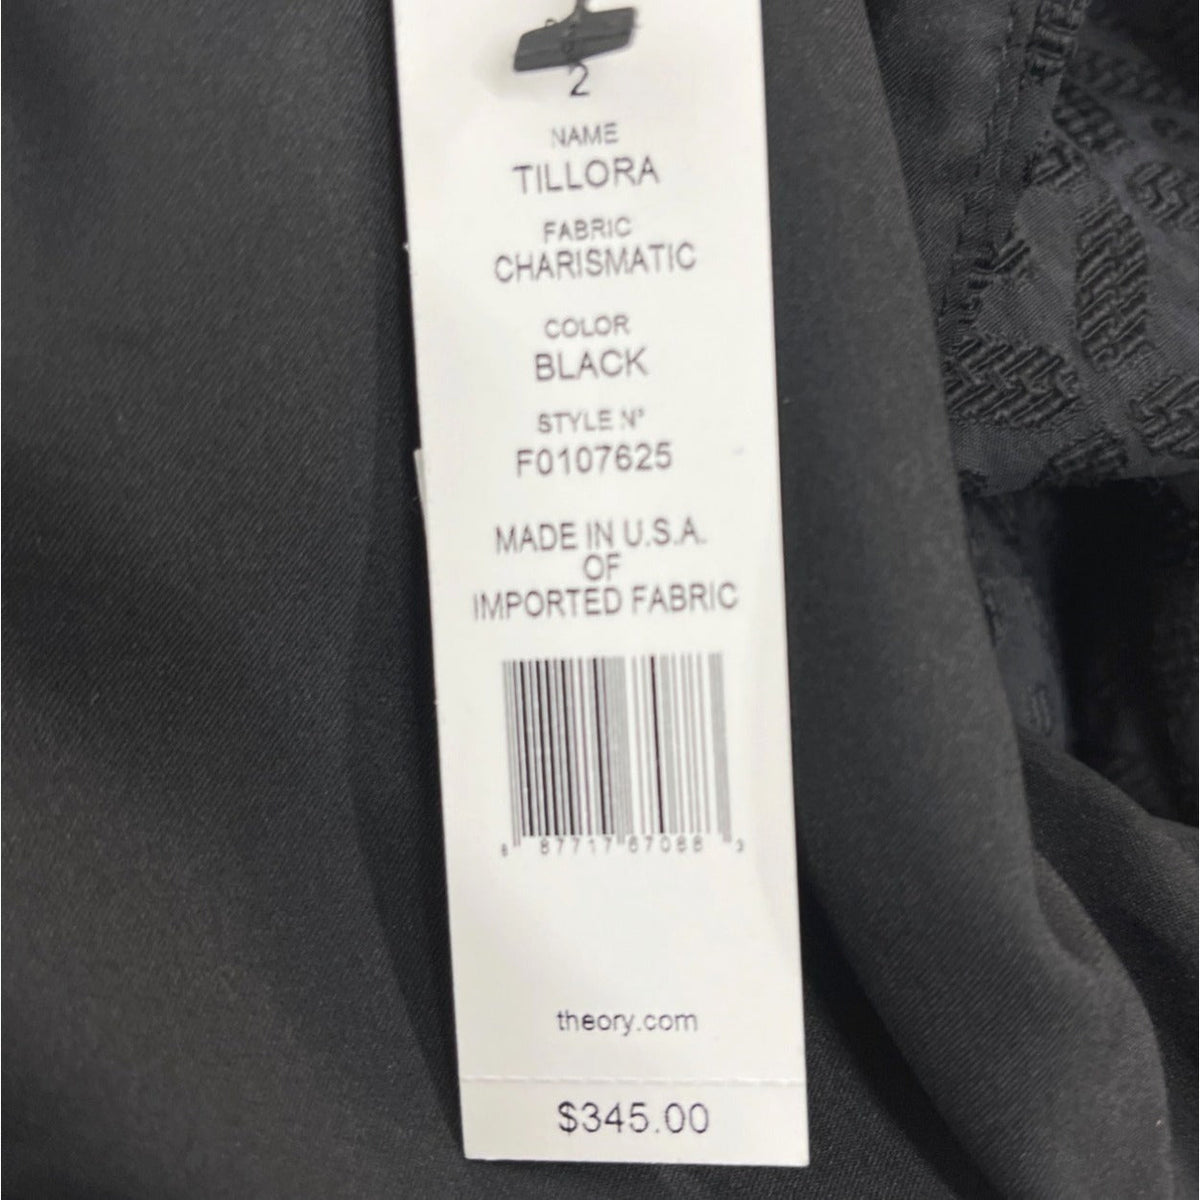 2
NAME
TILLORA
FABRIC
CHARISMATIC
COLOR
BLACK
STYLE N°
F0107625
MADE IN U.S.A.
OF
IMPORTED FABRIC
8 87717 67088 3
theory.com
$345.00